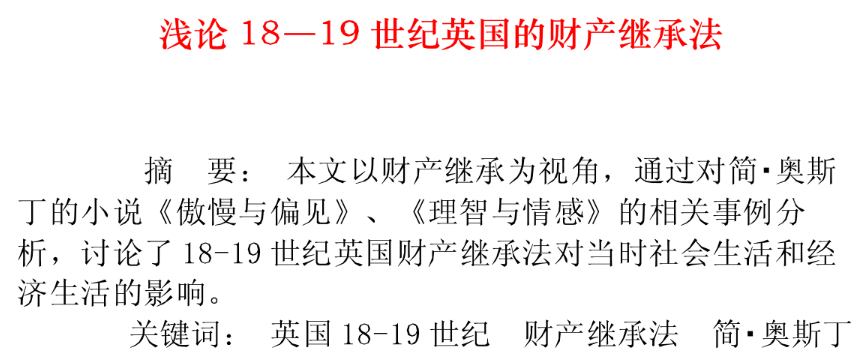 浅论 18—19 世纪英国的财产继承法
摘　要： 本文以财产继承为视角，通过对简·奥斯
丁的小说《傲慢与偏见》、《理智与情感》的相关事例分
析，讨论了 18-19 世纪英国财产继承法对当时社会生活和经
济生活的影响。
关键词： 英国 18-19 世纪　财产继承法　简·奥斯丁